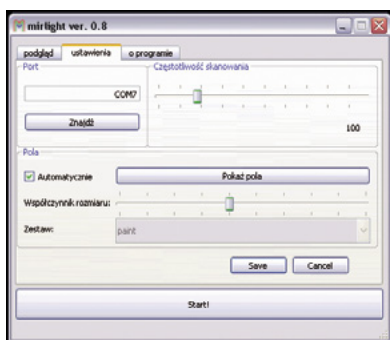 mirlight ver. 0.8
podgląd ustawienia o programie
Port
Częstotliwość skanowania
COM7
Znajdź
100
Pola
Automatycznie
Pokaż pola
Współczynnik rozmiaru:
Zestaw:
paint
Save Cancel
Start!